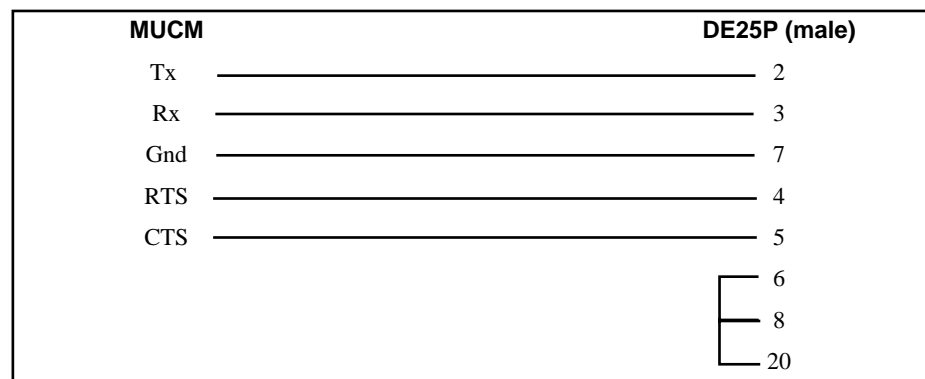 MUCM DE25P (male)
Tx 2
Rx 3
Gnd 7
RTS 4
CTS 5
6
8
20